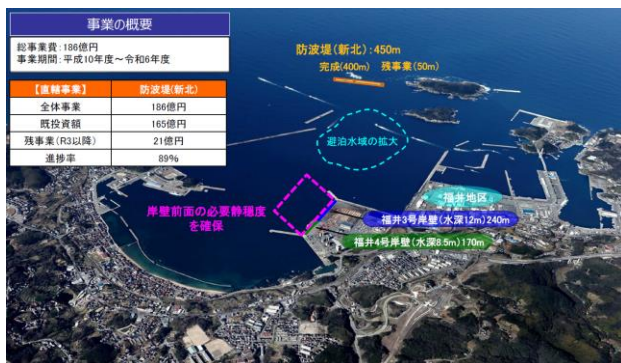 事業の概要
総事業費:186億円
事業期間:平成10年度～令和6年度
【直轄事業】 防波堤(新北)
全体事業 186億円
既投資額 165億円
残事業(R3以降) 21億円
進捗率 89%
防波堤(新北):450m
完成(400m) 残事業(50m)
避泊水域の拡大
岸壁前面の必要静穏度
を確保
福井地区
福井3号岸壁(水深12m)240m
福井4号岸壁(水深8.5m)170m